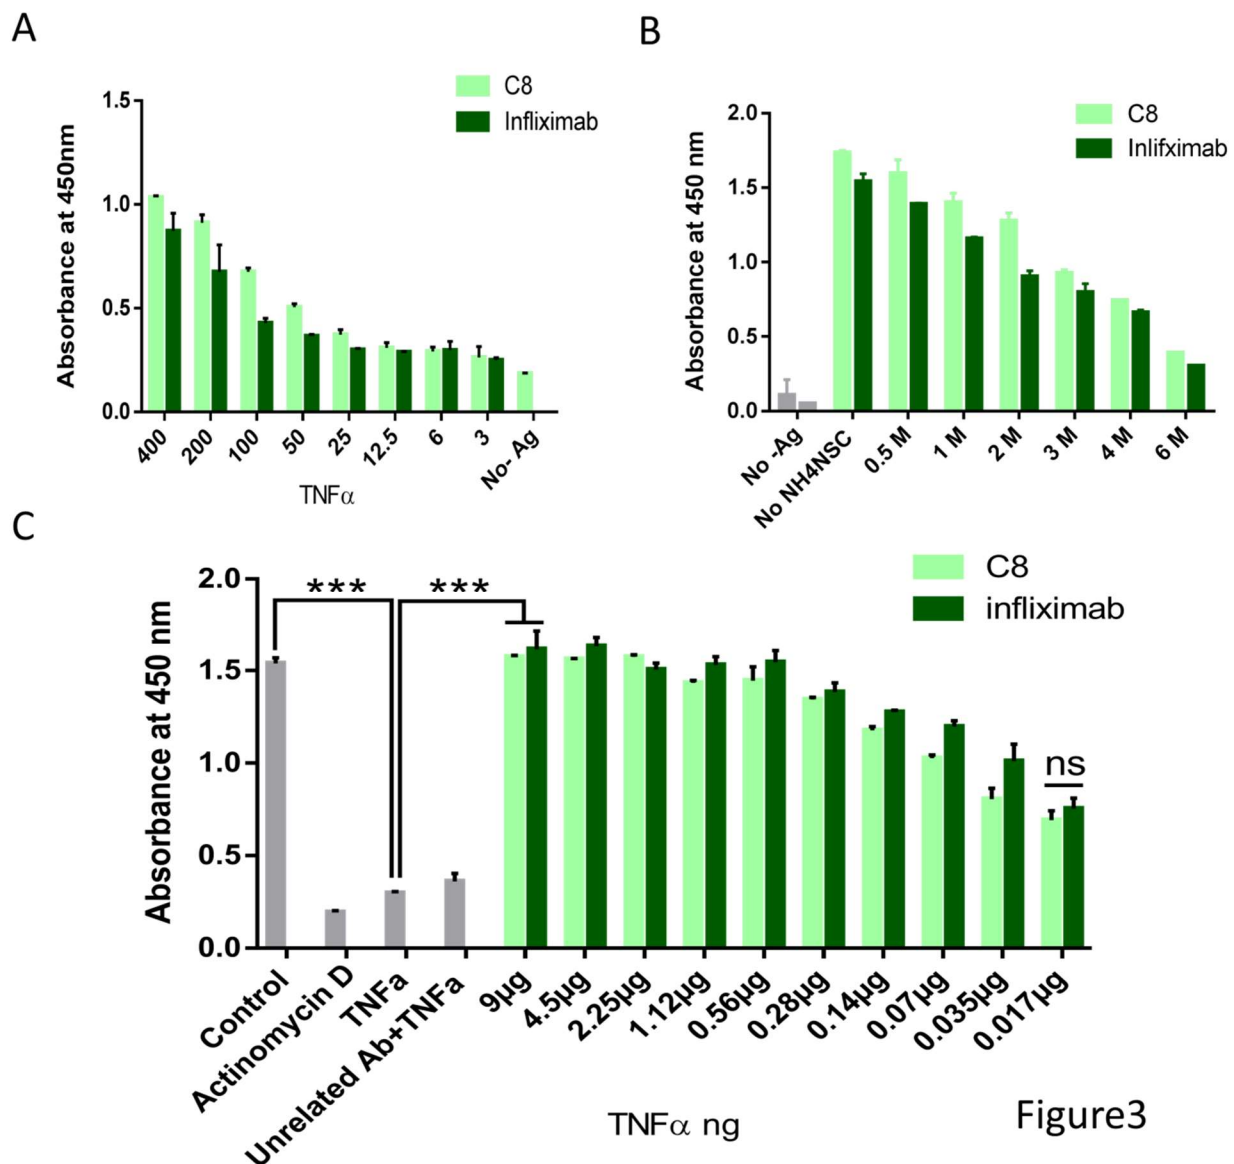 A
C8
Infliximab
Absorbance at 450nm
1.5
1.0
0.5
0.0
400
200
100
50
25
12.5
6
3
No- Ag
TNFα
B
C8
Inlifximab
Absorbance at 450 nm
2.0
1.5
1.0
0.5
0.0
No -Ag
No NH4NSC
0.5 M
1 M
2 M
3 M
4 M
6 M
C
C8
infliximab
Absorbance at 450 nm
2.0
1.5
1.0
0.5
0.0
***
***
ns
Control
Actinomycin D
TNFa
Unrelated Ab+TNFa
9µg
4.5µg
2.25µg
1.12µg
0.56µg
0.28µg
0.14µg
0.07µg
0.035µg
0.017µg
TNFα ng
Figure3